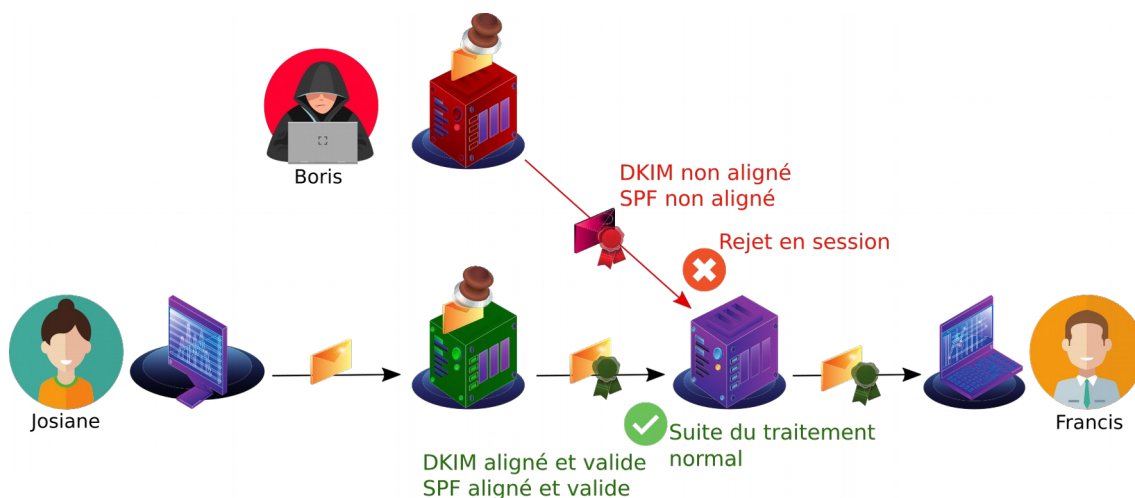 Boris
DKIM non aligné
SPF non aligné
Rejet en session
Josiane
Suite du traitement
normal
DKIM aligné et valide
SPF aligné et valide
Francis